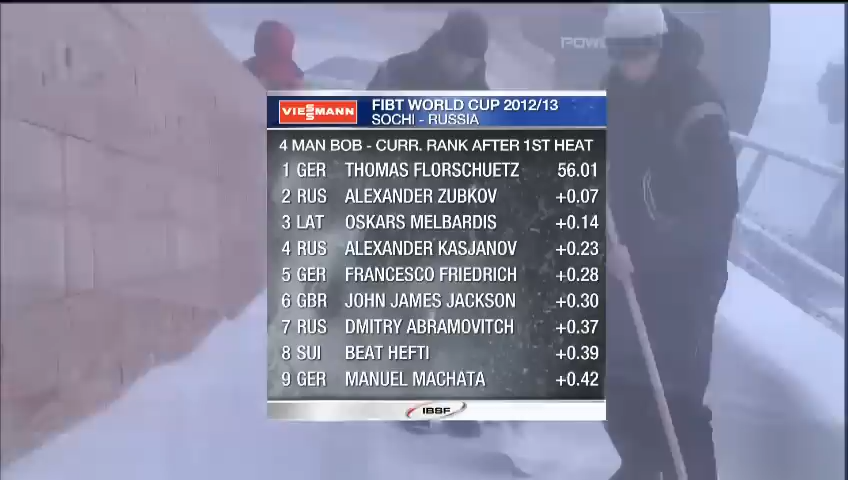 POW
VIESSMANN
FIBT WORLD CUP 2012/13
SOCHI - RUSSIA
4 MAN BOB - CURR. RANK AFTER 1ST HEAT
1 GER THOMAS FLORSCHUETZ 56.01
2 RUS ALEXANDER ZUBKOV +0.07
3 LAT OSKARS MELBARDIS +0.14
4 RUS ALEXANDER KASJANOV +0.23
5 GER FRANCESCO FRIEDRICH +0.28
6 GBR JOHN JAMES JACKSON +0.30
7 RUS DMITRY ABRAMOVITCH +0.37
8 SUI BEAT HEFTI +0.39
9 GER MANUEL MACHATA +0.42
IBSF